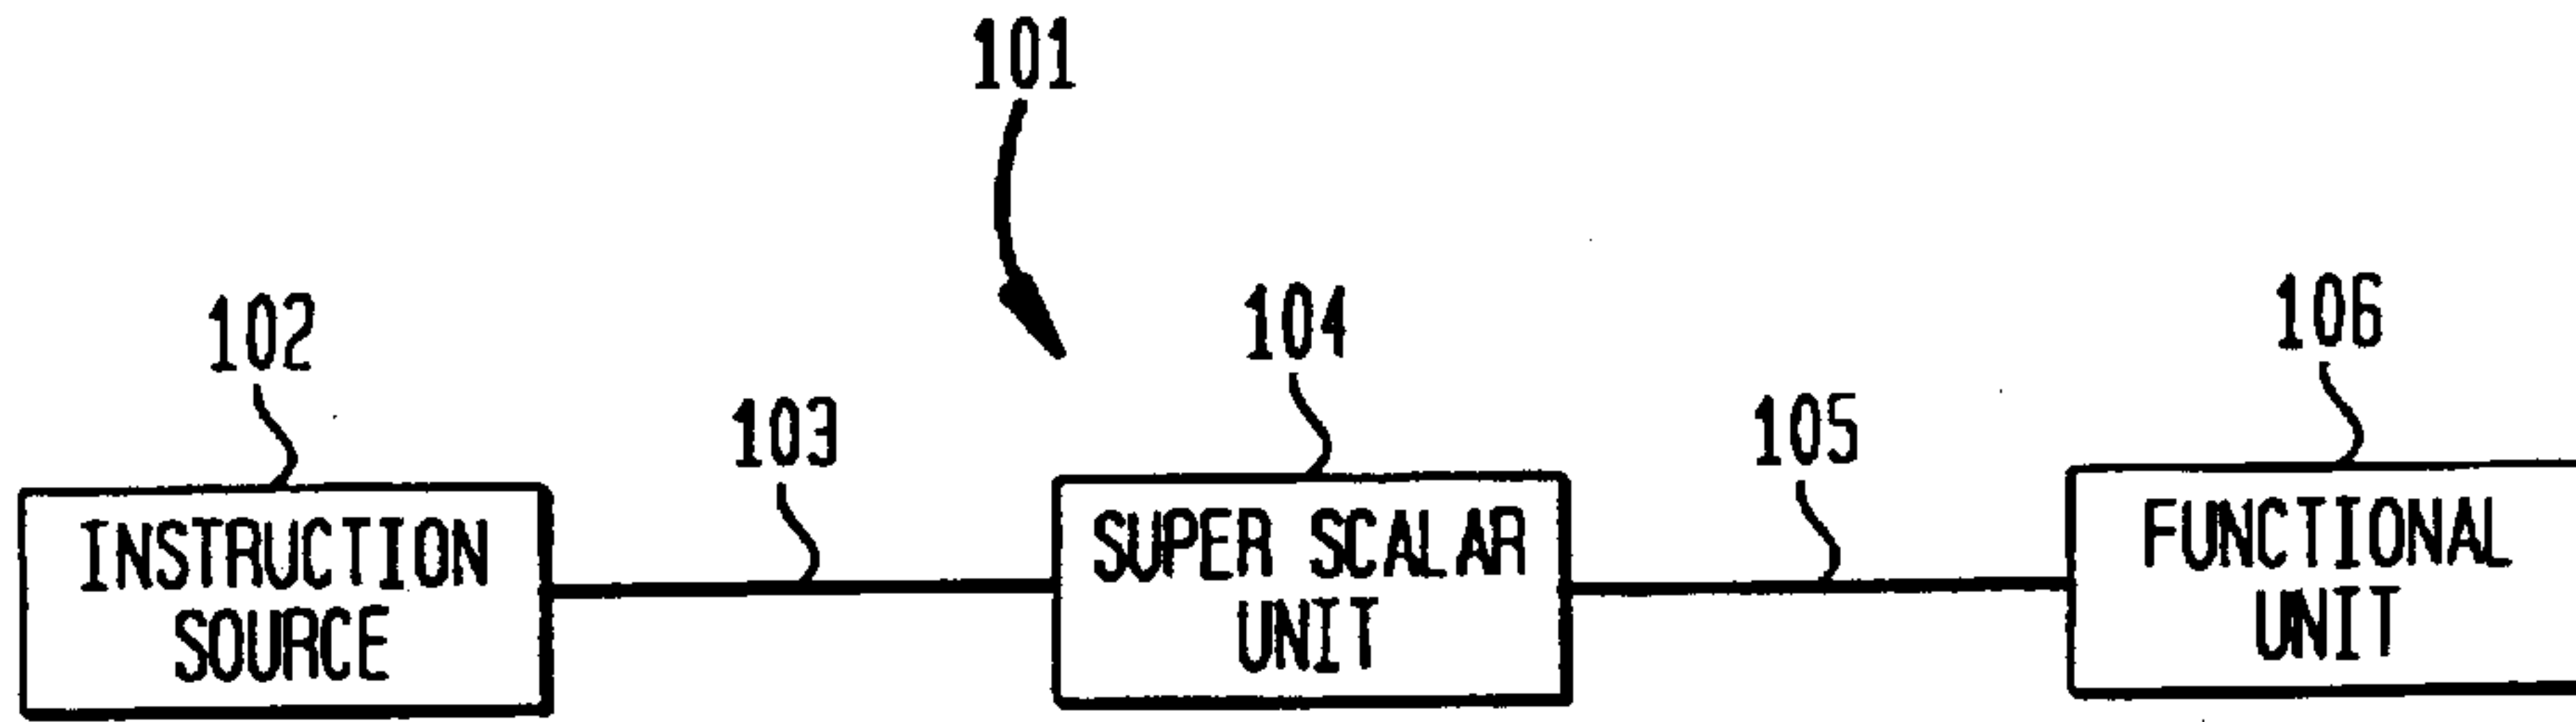 101
102
103
104
105
106
INSTRUCTION
SOURCE
SUPER SCALAR
UNIT
FUNCTIONAL
UNIT